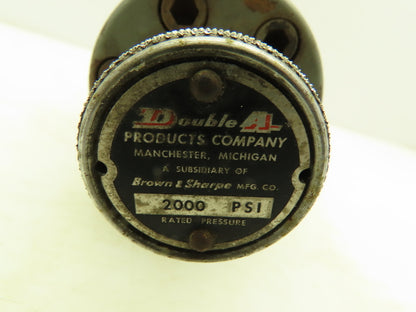 Double A
PRODUCTS COMPANY
MANCHESTER, MICHIGAN
A SUBSIDIARY OF
Brown & Sharpe MFG. CO.
2000 PSI
RATED PRESSURE